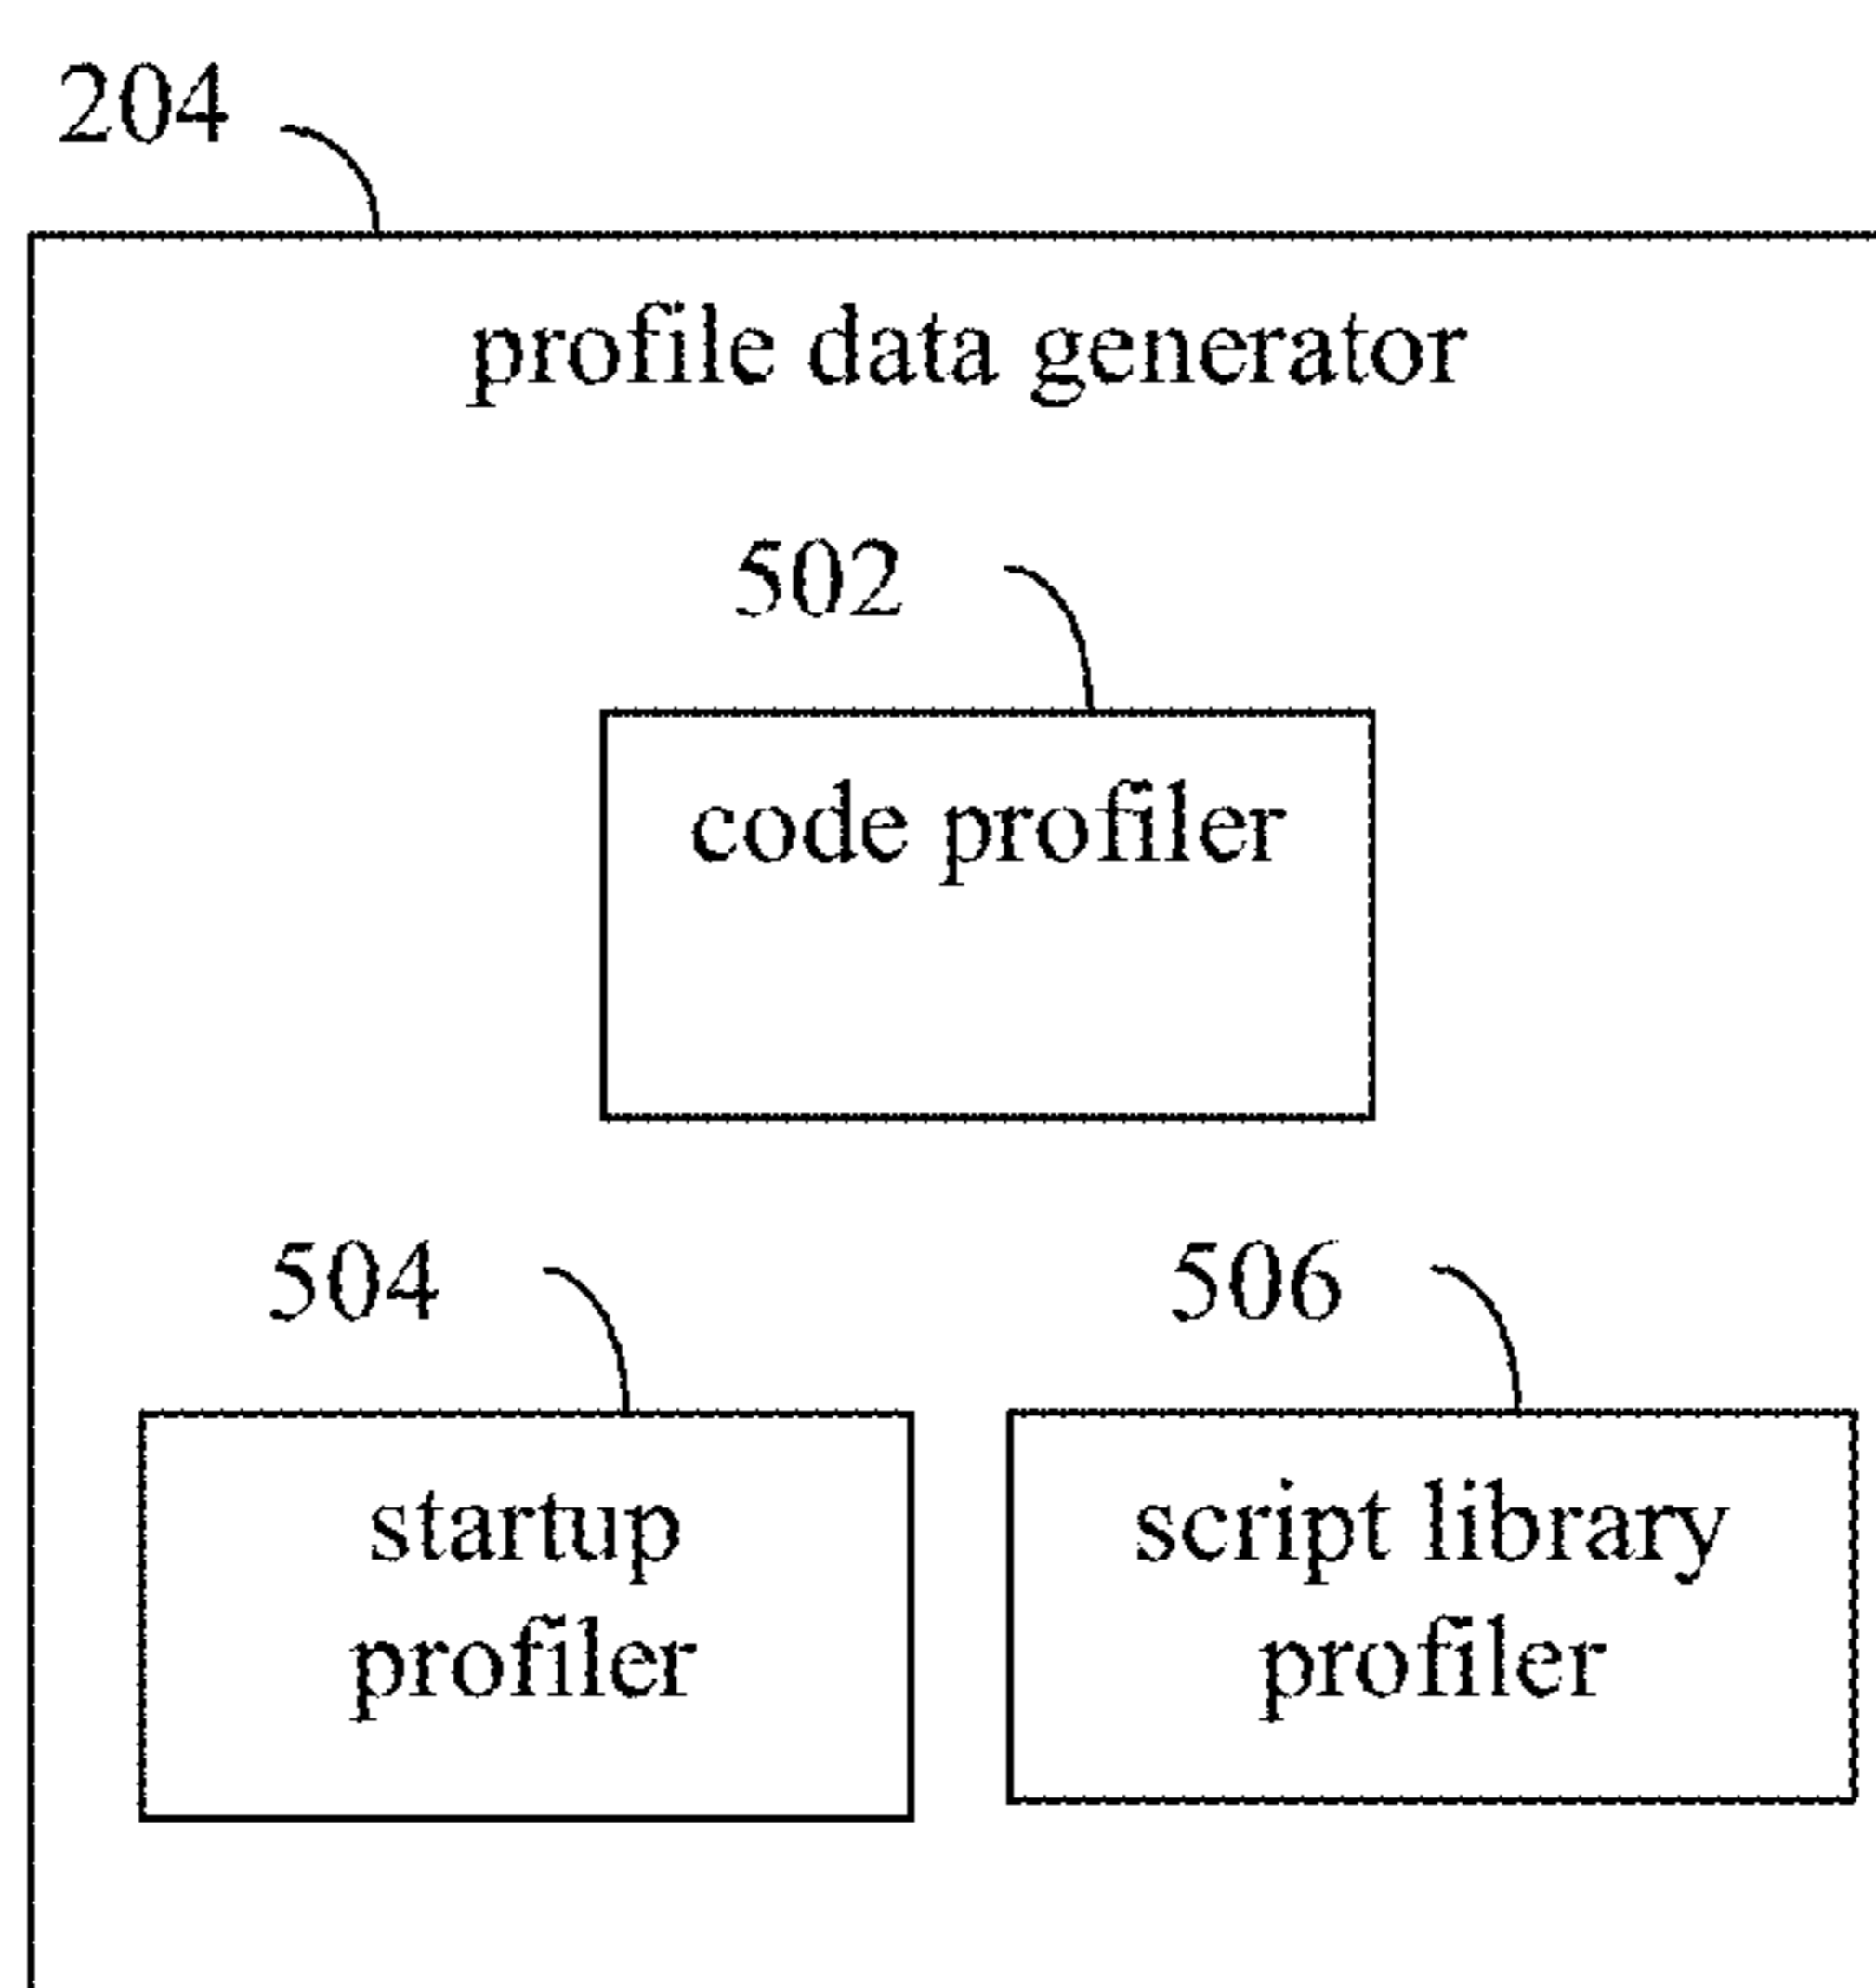 204
profile data generator
502
code profiler
504
506
startup
profiler
script library
profiler